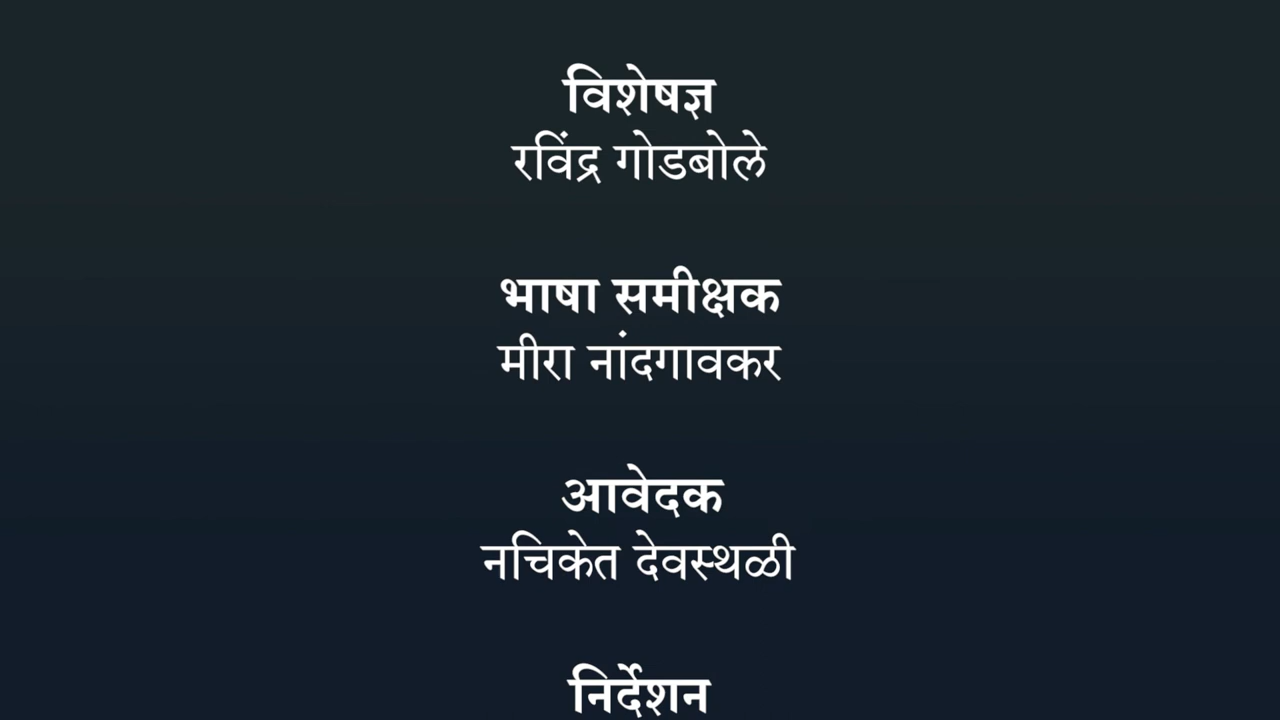 विशेषज्ञ
रविंद्र गोडबोले
भाषा समीक्षक
मीरा नांदगावकर
आवेदक
नचिकेत देवस्थळी
निर्देशन